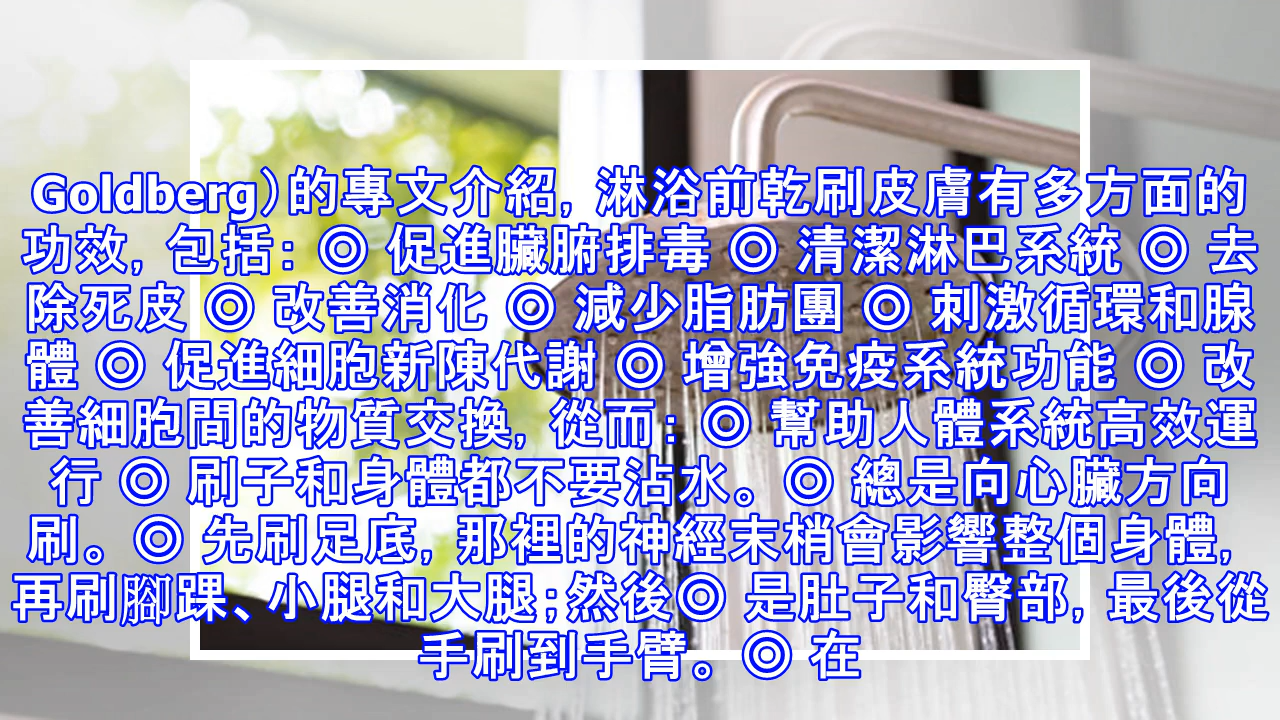 Goldberg)的專文介紹, 淋浴前乾刷皮膚有多方面的
功效, 包括: ◎ 促進臟腑排毒 ◎ 清潔淋巴系統 ◎ 去
除死皮 ◎ 改善消化 ◎ 減少脂肪團 ◎ 刺激循環和腺
體 ◎ 促進細胞新陳代謝 ◎ 增強免疫系統功能 ◎ 改
善細胞間的物質交換, 從而: ◎ 幫助人體系統高效運
行 ◎ 刷子和身體都不要沾水。◎ 總是向心臟方向
刷。◎ 先刷足底, 那裡的神經末梢會影響整個身體,
再刷腳踝、小腿和大腿;然後◎ 是肚子和臀部, 最後從
手刷到手臂。◎ 在